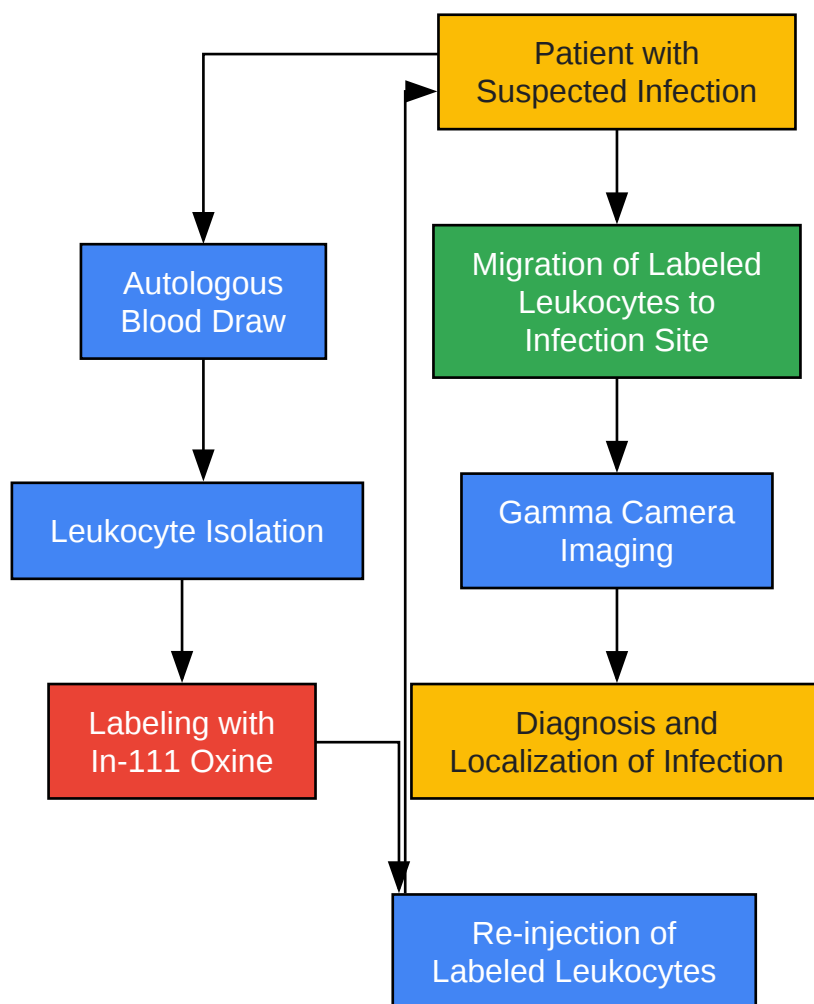 Patient with
Suspected Infection
Autologous
Blood Draw
Migration of Labeled
Leukocytes to
Infection Site
Leukocyte Isolation
Gamma Camera
Imaging
Labeling with
In-111 Oxine
Diagnosis and
Localization of Infection
Re-injection of
Labeled Leukocytes